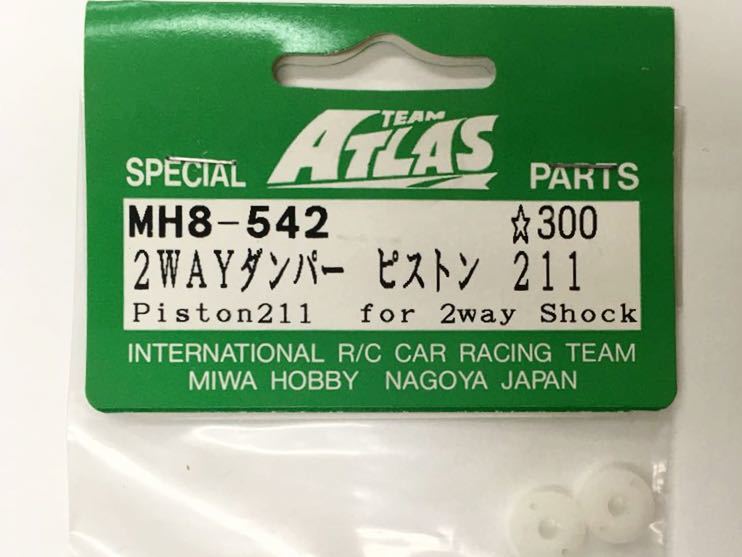 TEAM
ATLAS
SPECIAL PARTS
MH8-542 ☆300
2WAYダンパー ピストン 211
Piston211 for 2way Shock
INTERNATIONAL R/C CAR RACING TEAM
MIWA HOBBY NAGOYA JAPAN